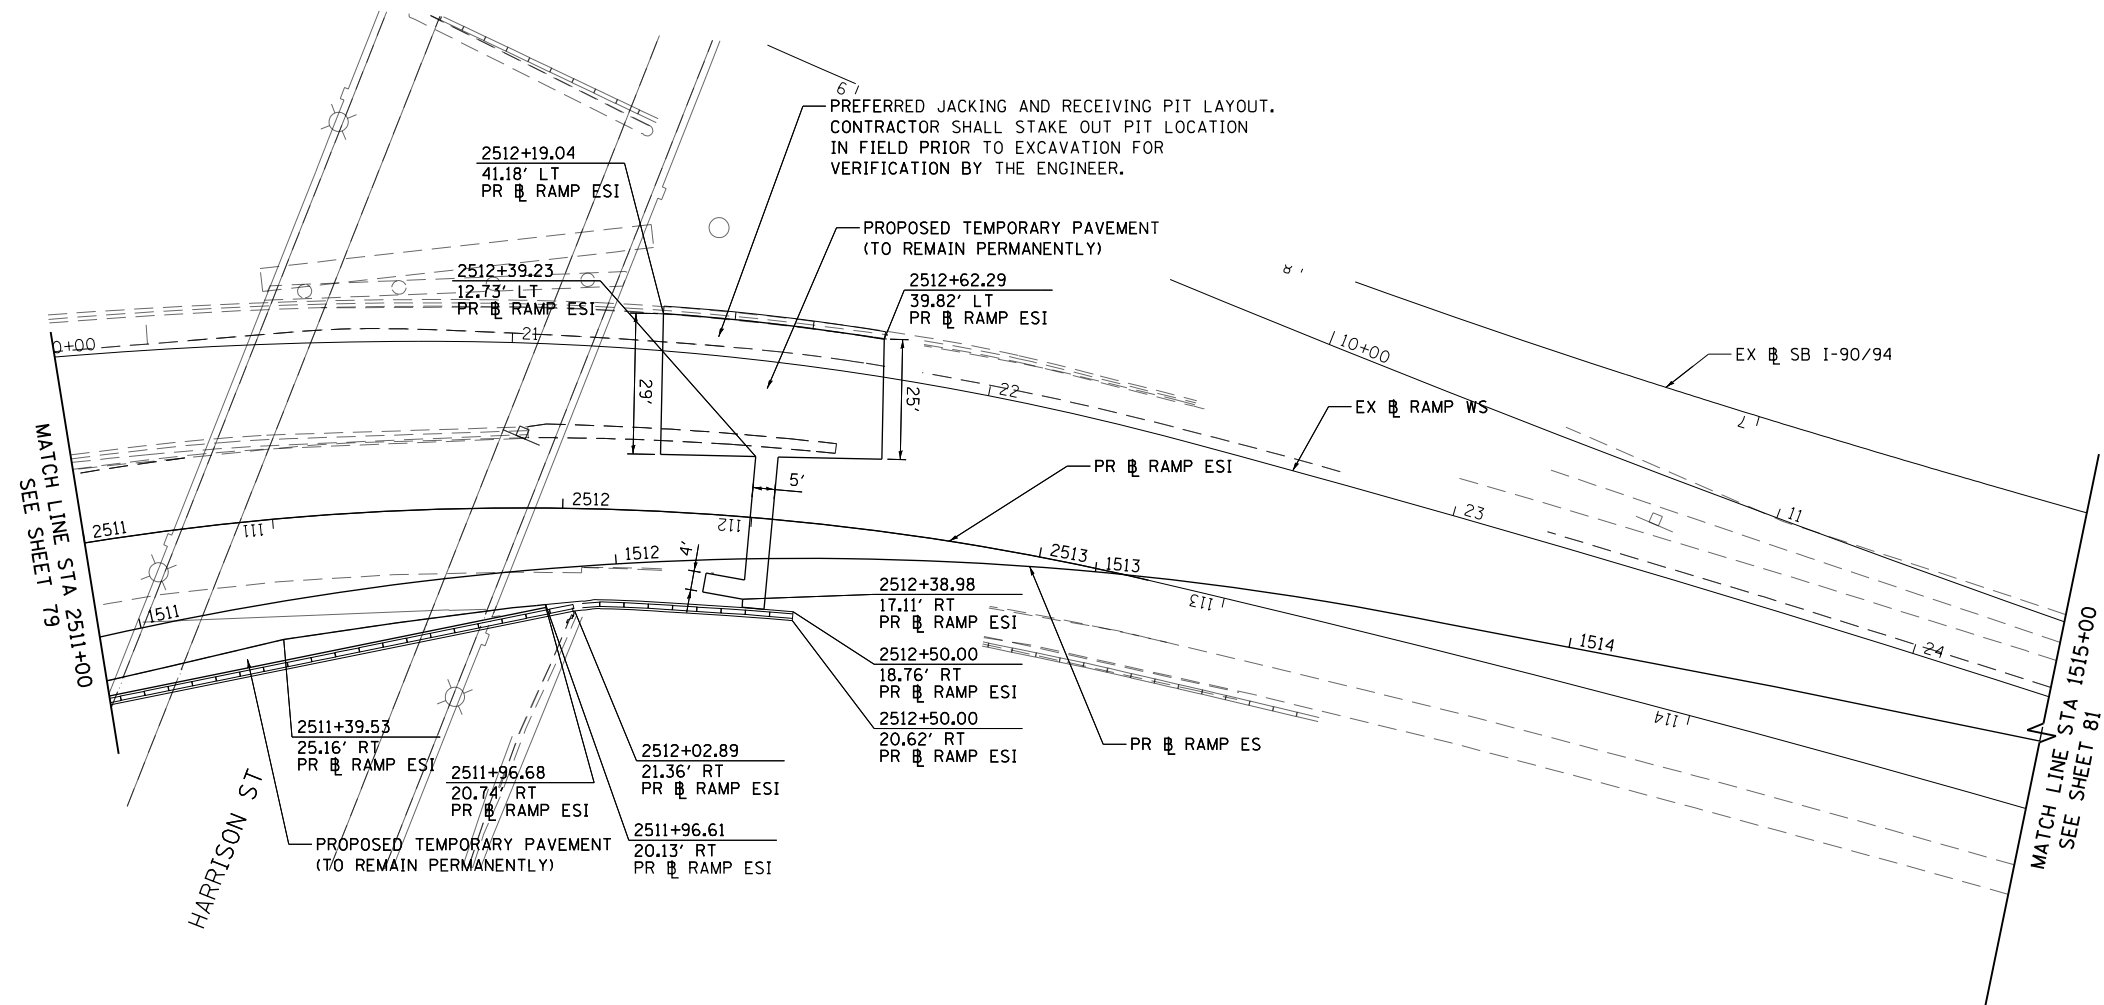 6
PREFERRED JACKING AND RECEIVING PIT LAYOUT.
CONTRACTOR SHALL STAKE OUT PIT LOCATION
IN FIELD PRIOR TO EXCAVATION FOR
VERIFICATION BY THE ENGINEER.
2512+19.04
41.18' LT
PR ℄ RAMP ESI
PROPOSED TEMPORARY PAVEMENT
(TO REMAIN PERMANENTLY)
2512+39.23
12.73' LT
PR ℄ RAMP ESI
2512+62.29
39.82' LT
PR ℄ RAMP ESI
8
0+00
21
29'
25'
22
10+00
EX ℄ SB I-90/94
EX ℄ RAMP WS
7
PR ℄ RAMP ESI
5'
MATCH LINE STA 2511+00
SEE SHEET 79
2511
111
2512
112
23
11
4'
1512
2513
1513
1511
2512+38.98
17.11' RT
PR ℄ RAMP ESI
113
1514
24
2512+50.00
18.76' RT
PR ℄ RAMP ESI
2512+50.00
20.62' RT
PR ℄ RAMP ESI
114
PR ℄ RAMP ES
2511+39.53
25.16' RT
PR ℄ RAMP ESI
2511+96.68
20.74' RT
PR ℄ RAMP ESI
2512+02.89
21.36' RT
PR ℄ RAMP ESI
2511+96.61
20.13' RT
PR ℄ RAMP ESI
PROPOSED TEMPORARY PAVEMENT
(TO REMAIN PERMANENTLY)
HARRISON ST
MATCH LINE STA 1515+00
SEE SHEET 81